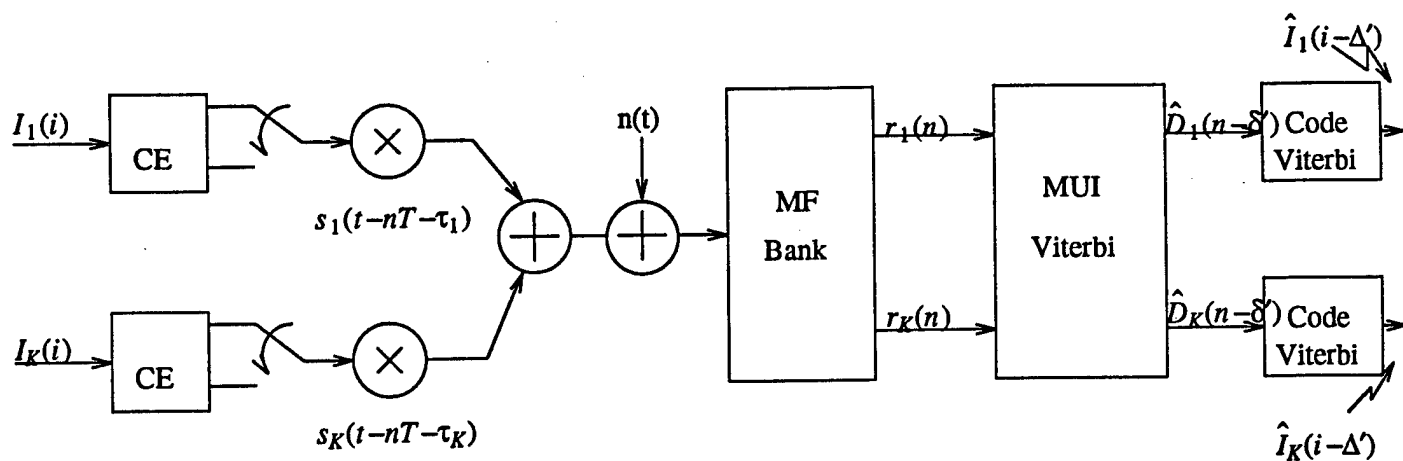 Î₁(i−Δ′)
I₁(i)
CE
s₁(t−nT−τ₁)
n(t)
MF
Bank
r₁(n)
MUI
Viterbi
D̂₁(n−δ′)
Code
Viterbi
I_K(i)
CE
s_K(t−nT−τ_K)
r_K(n)
D̂_K(n−δ′)
Code
Viterbi
Î_K(i−Δ′)